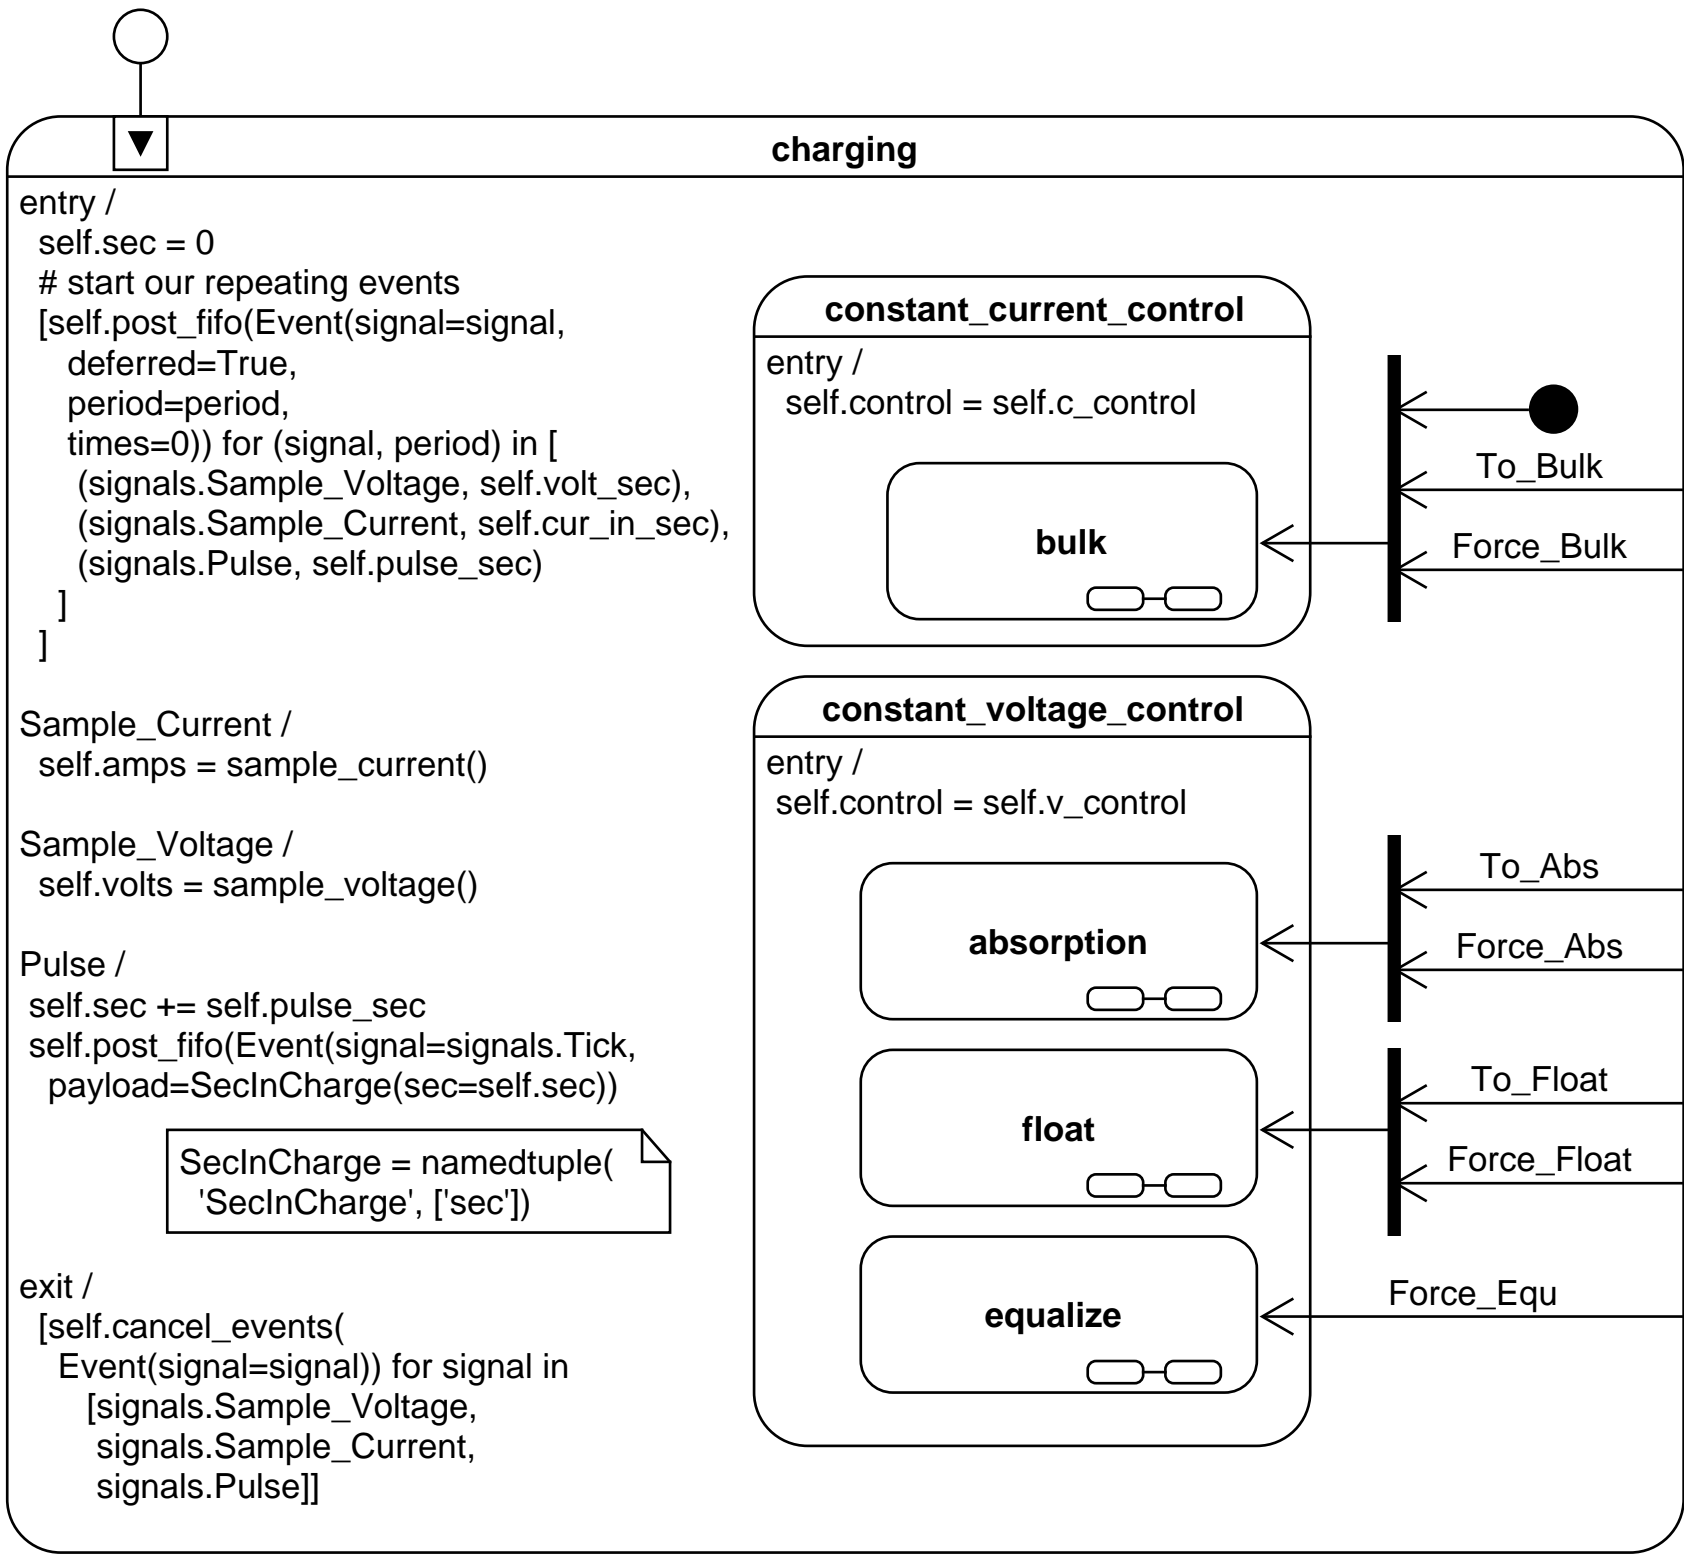 charging
entry /
self.sec = 0
# start our repeating events
[self.post_fifo(Event(signal=signal,
deferred=True,
period=period,
times=0)) for (signal, period) in [
(signals.Sample_Voltage, self.volt_sec),
(signals.Sample_Current, self.cur_in_sec),
(signals.Pulse, self.pulse_sec)
]
]
Sample_Current /
self.amps = sample_current()
Sample_Voltage /
self.volts = sample_voltage()
Pulse /
self.sec += self.pulse_sec
self.post_fifo(Event(signal=signals.Tick,
payload=SecInCharge(sec=self.sec))
SecInCharge = namedtuple(
'SecInCharge', ['sec'])
exit /
[self.cancel_events(
Event(signal=signal)) for signal in
[signals.Sample_Voltage,
signals.Sample_Current,
signals.Pulse]]
constant_current_control
entry /
self.control = self.c_control
bulk
To_Bulk
Force_Bulk
constant_voltage_control
entry /
self.control = self.v_control
absorption
To_Abs
Force_Abs
float
To_Float
Force_Float
equalize
Force_Equ